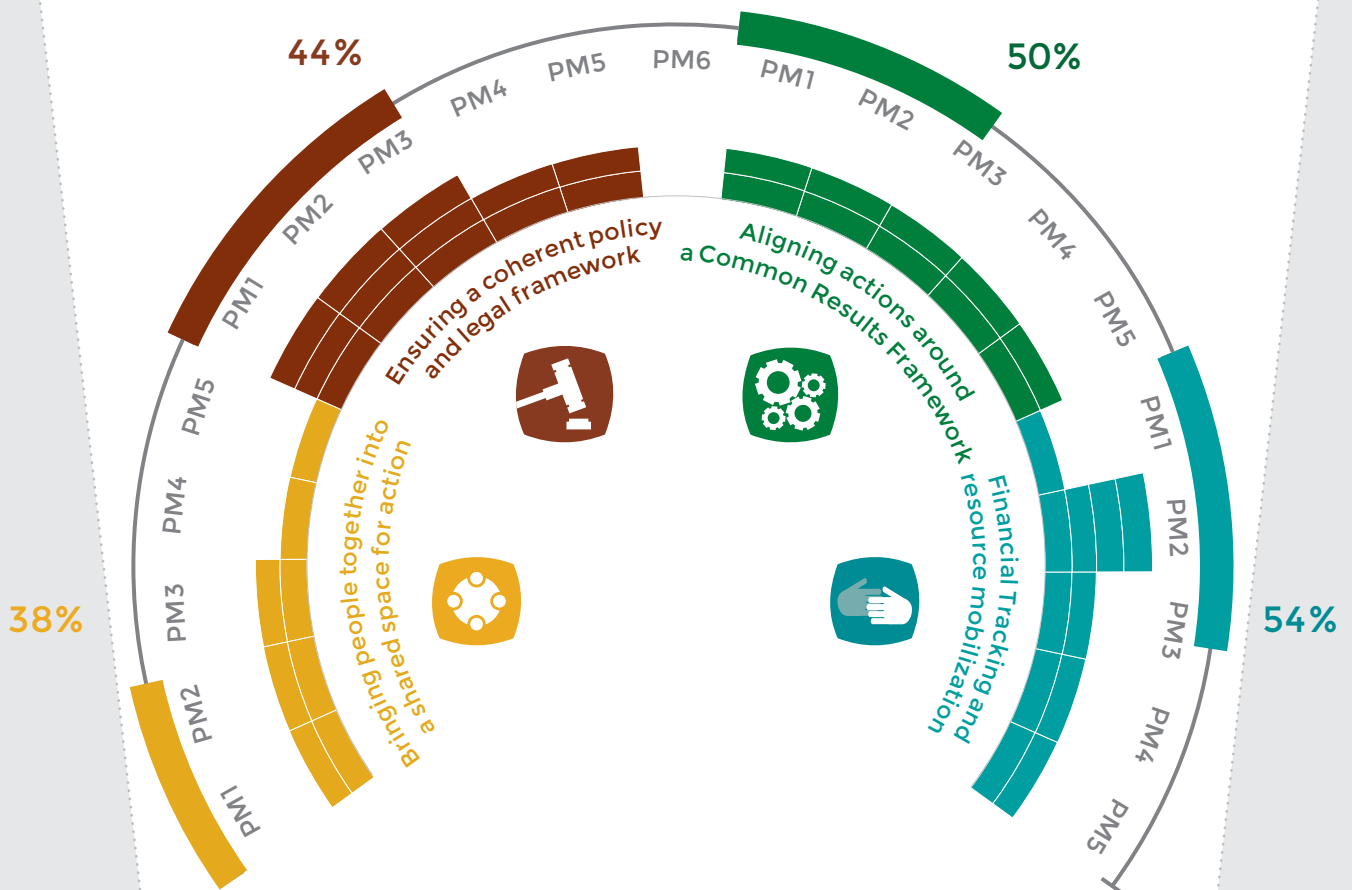 44%
50%
38%
54%
PM1
PM2
PM3
PM4
PM5
PM1
PM2
PM3
PM4
PM5
PM6
PM1
PM2
PM3
PM4
PM5
PM1
PM2
PM3
PM4
PM5
Bringing people together into
a shared space for action
Ensuring a coherent policy
and legal framework
Aligning actions around
a Common Results Framework
Financial Tracking and
resource mobilization